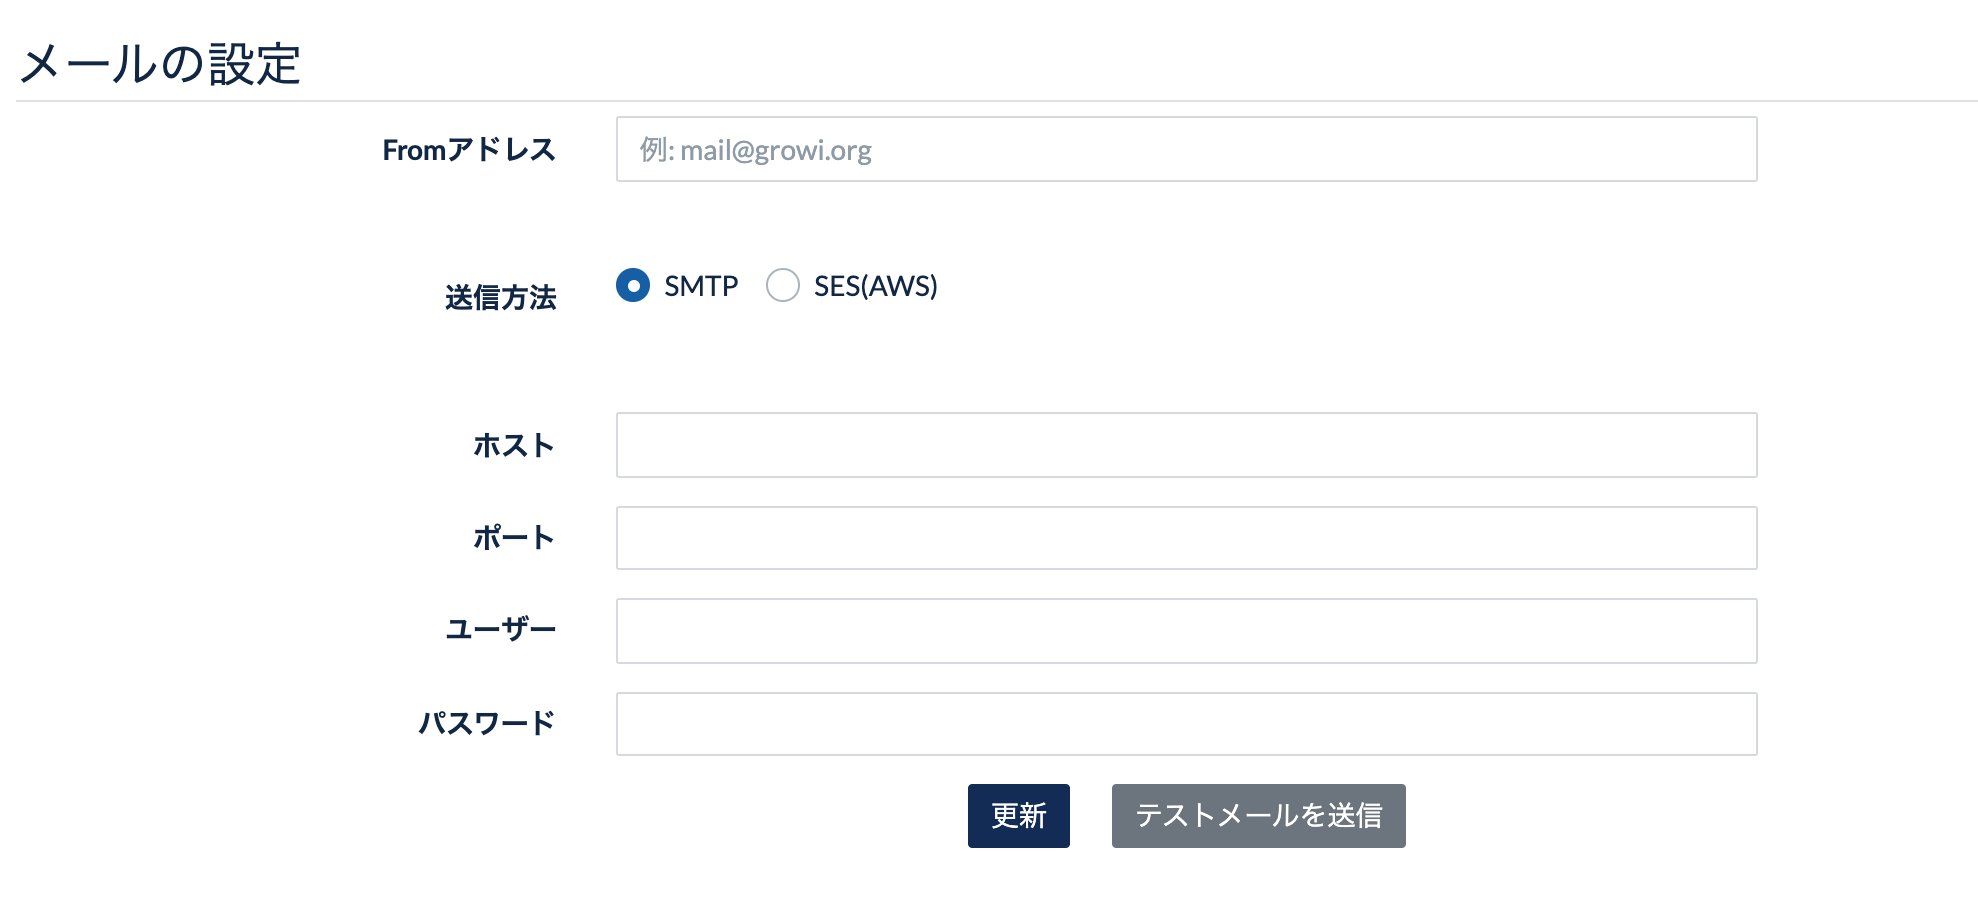 メールの設定
Fromアドレス
例: mail@growi.org
送信方法
SMTP SES(AWS)
ホスト
ポート
ユーザー
パスワード
更新 テストメールを送信